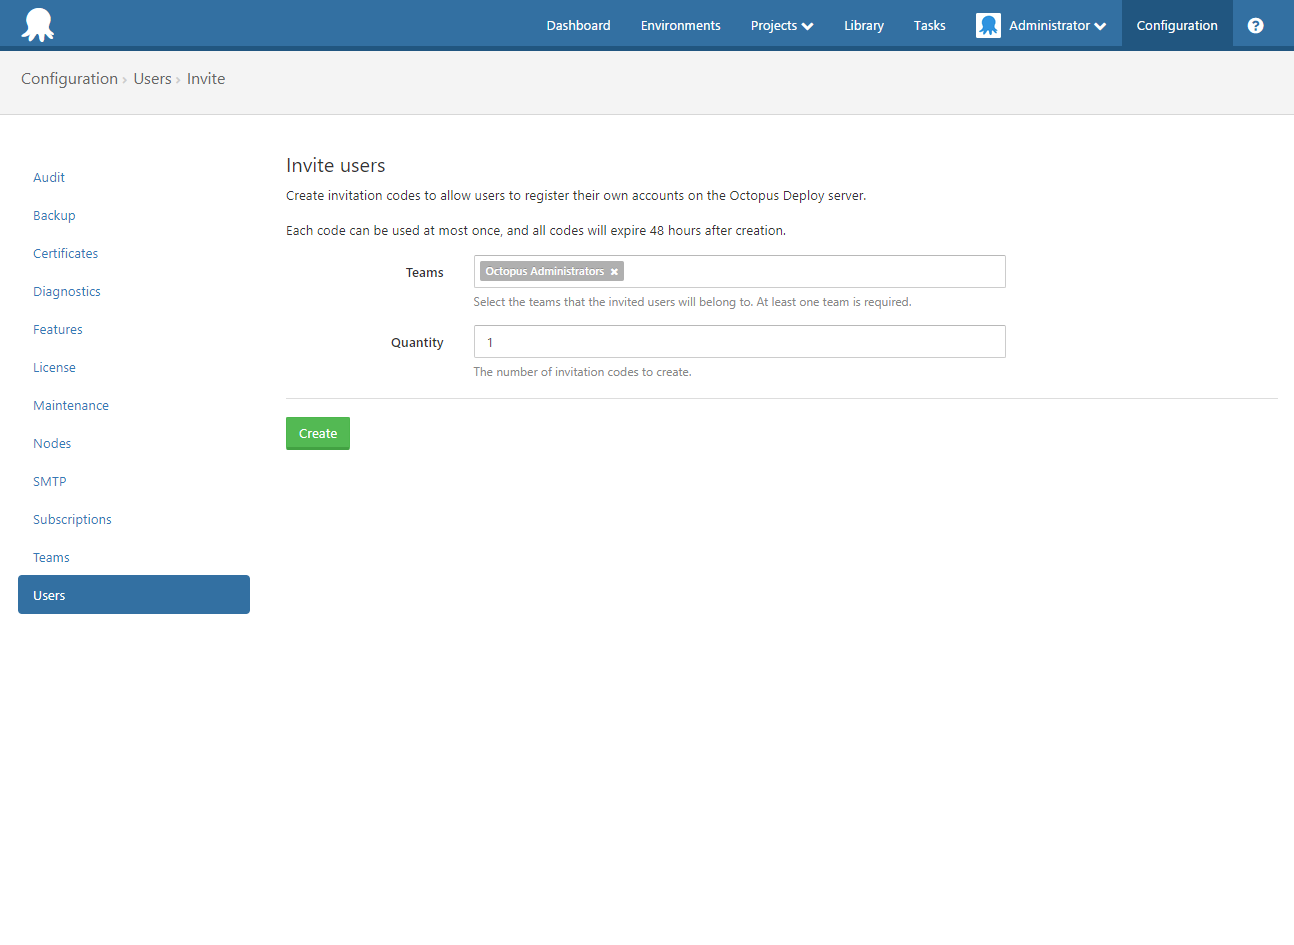 Dashboard Environments Projects Library Tasks Administrator Configuration ?
Configuration › Users › Invite
Audit
Backup
Certificates
Diagnostics
Features
License
Maintenance
Nodes
SMTP
Subscriptions
Teams
Users
Invite users
Create invitation codes to allow users to register their own accounts on the Octopus Deploy server.
Each code can be used at most once, and all codes will expire 48 hours after creation.
Teams Octopus Administrators ×
Select the teams that the invited users will belong to. At least one team is required.
Quantity 1
The number of invitation codes to create.
Create